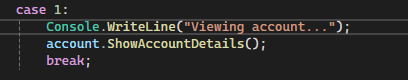 case 1:
Console.WriteLine("Viewing account...");
account.ShowAccountDetails();
break;